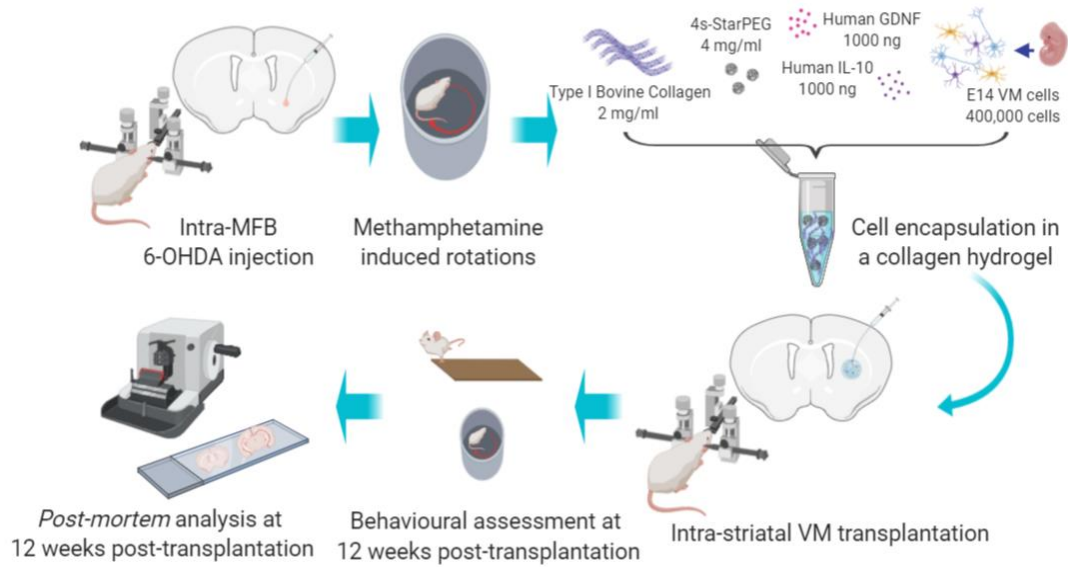 4s-StarPEG
4 mg/ml
Human GDNF
1000 ng
Human IL-10
1000 ng
Type I Bovine Collagen
2 mg/ml
E14 VM cells
400,000 cells
Intra-MFB
6-OHDA injection
Methamphetamine
induced rotations
Cell encapsulation in
a collagen hydrogel
Intra-striatal VM transplantation
Behavioural assessment at
12 weeks post-transplantation
Post-mortem analysis at
12 weeks post-transplantation